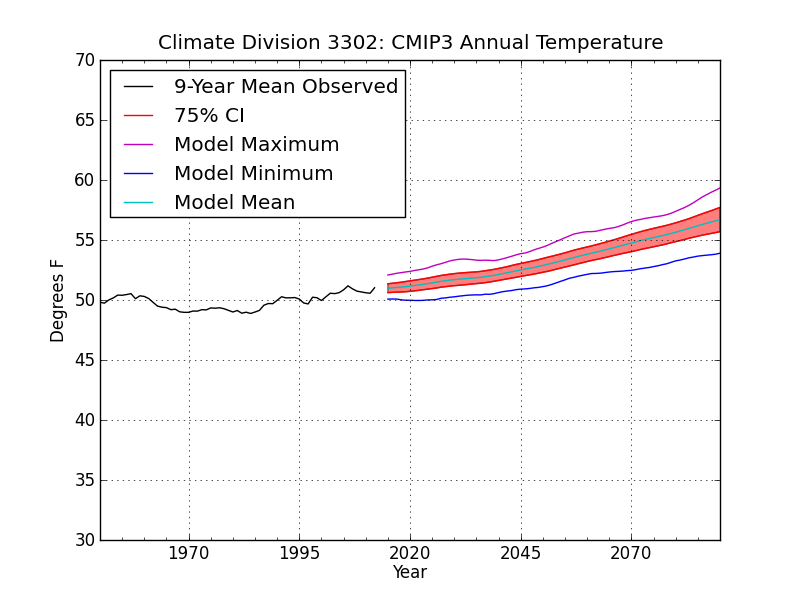 Climate Division 3302: CMIP3 Annual Temperature
70
65
60
55
50
45
40
35
30
Degrees F
9-Year Mean Observed
75% CI
Model Maximum
Model Minimum
Model Mean
1970
1995
2020
2045
2070
Year